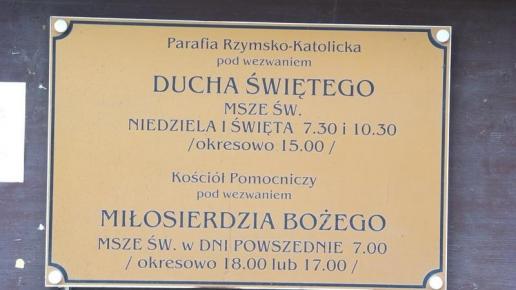 Parafia Rzymsko-Katolicka
pod wezwaniem
DUCHA ŚWIĘTEGO
MSZE ŚW.
NIEDZIELA I ŚWIĘTA 7.30 i 10.30
/okresowo 15.00 /
Kościół Pomocniczy
pod wezwaniem
MIŁOSIERDZIA BOŻEGO
MSZE ŚW. w DNI POWSZEDNIE 7.00
/ okresowo 18.00 lub 17.00 /